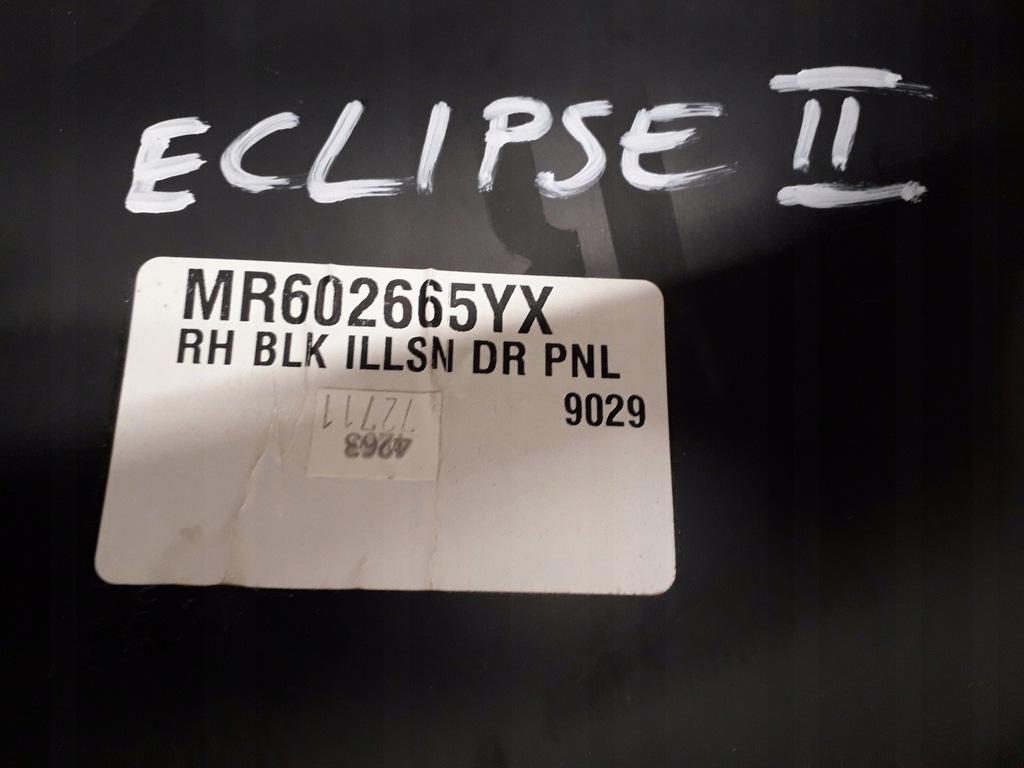 ECLIPSE II
MR602665YX
RH BLK ILLSN DR PNL
9029
72711
4263